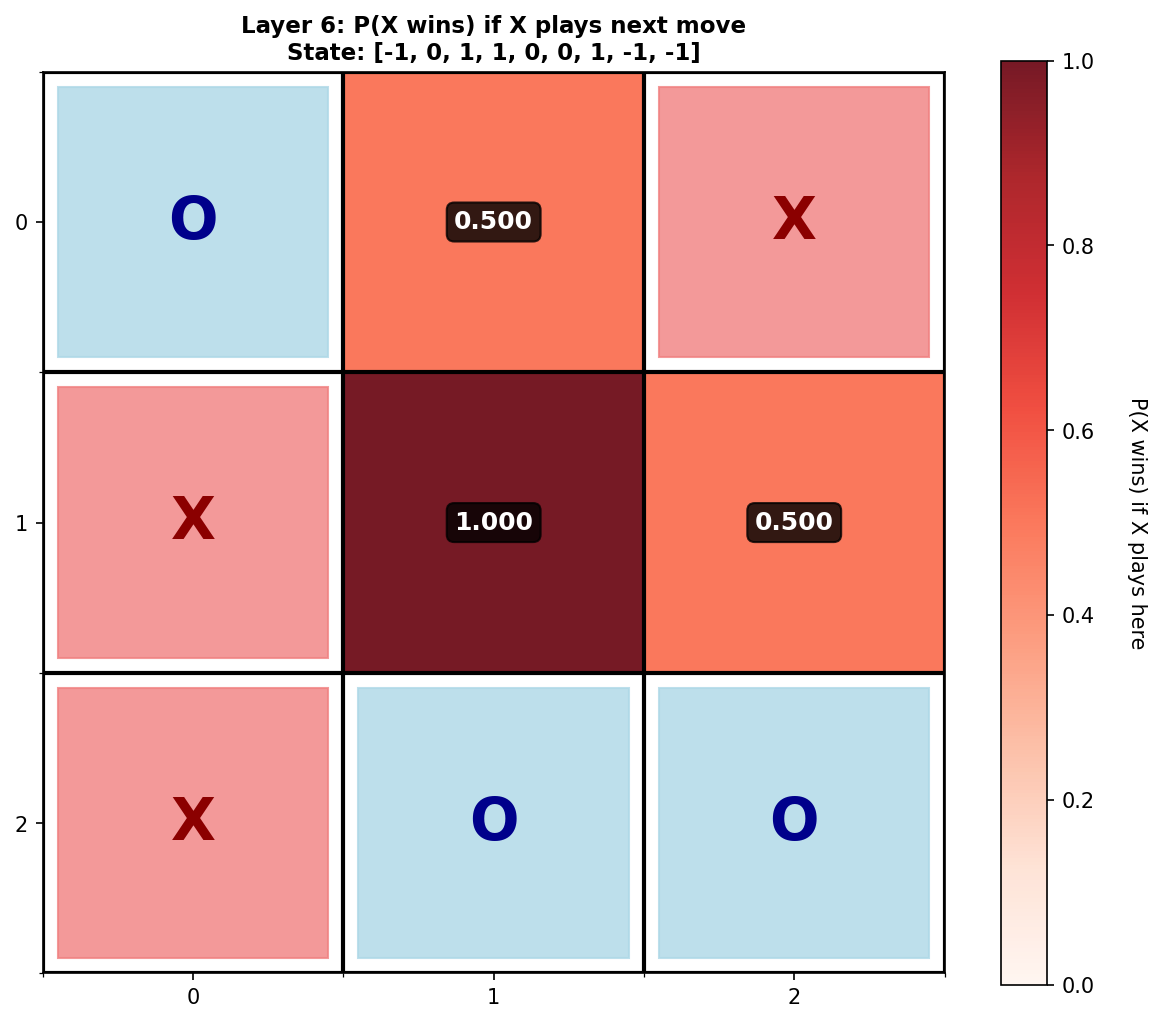 Layer 6: P(X wins) if X plays next move
State: [-1, 0, 1, 1, 0, 0, 1, -1, -1]
0
O
0.500
X
1
X
1.000
0.500
2
X
O
O
0
1
2
1.0
0.8
0.6
0.4
0.2
0.0
P(X wins) if X plays here